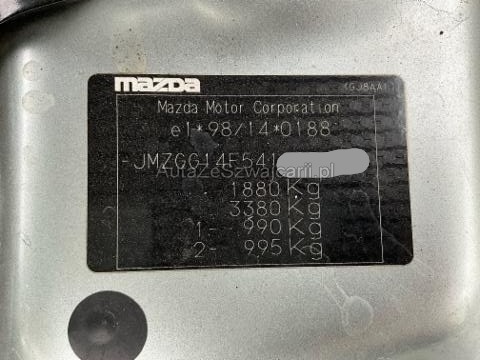 mazda
(GJ8AA)
Mazda Motor Corporation
e1*98/14*0188
-JMZGG14F541
AutaZeSzwajcarii.pl
1880 Kg
3380 Kg
1- 990 Kg
2- 995 Kg